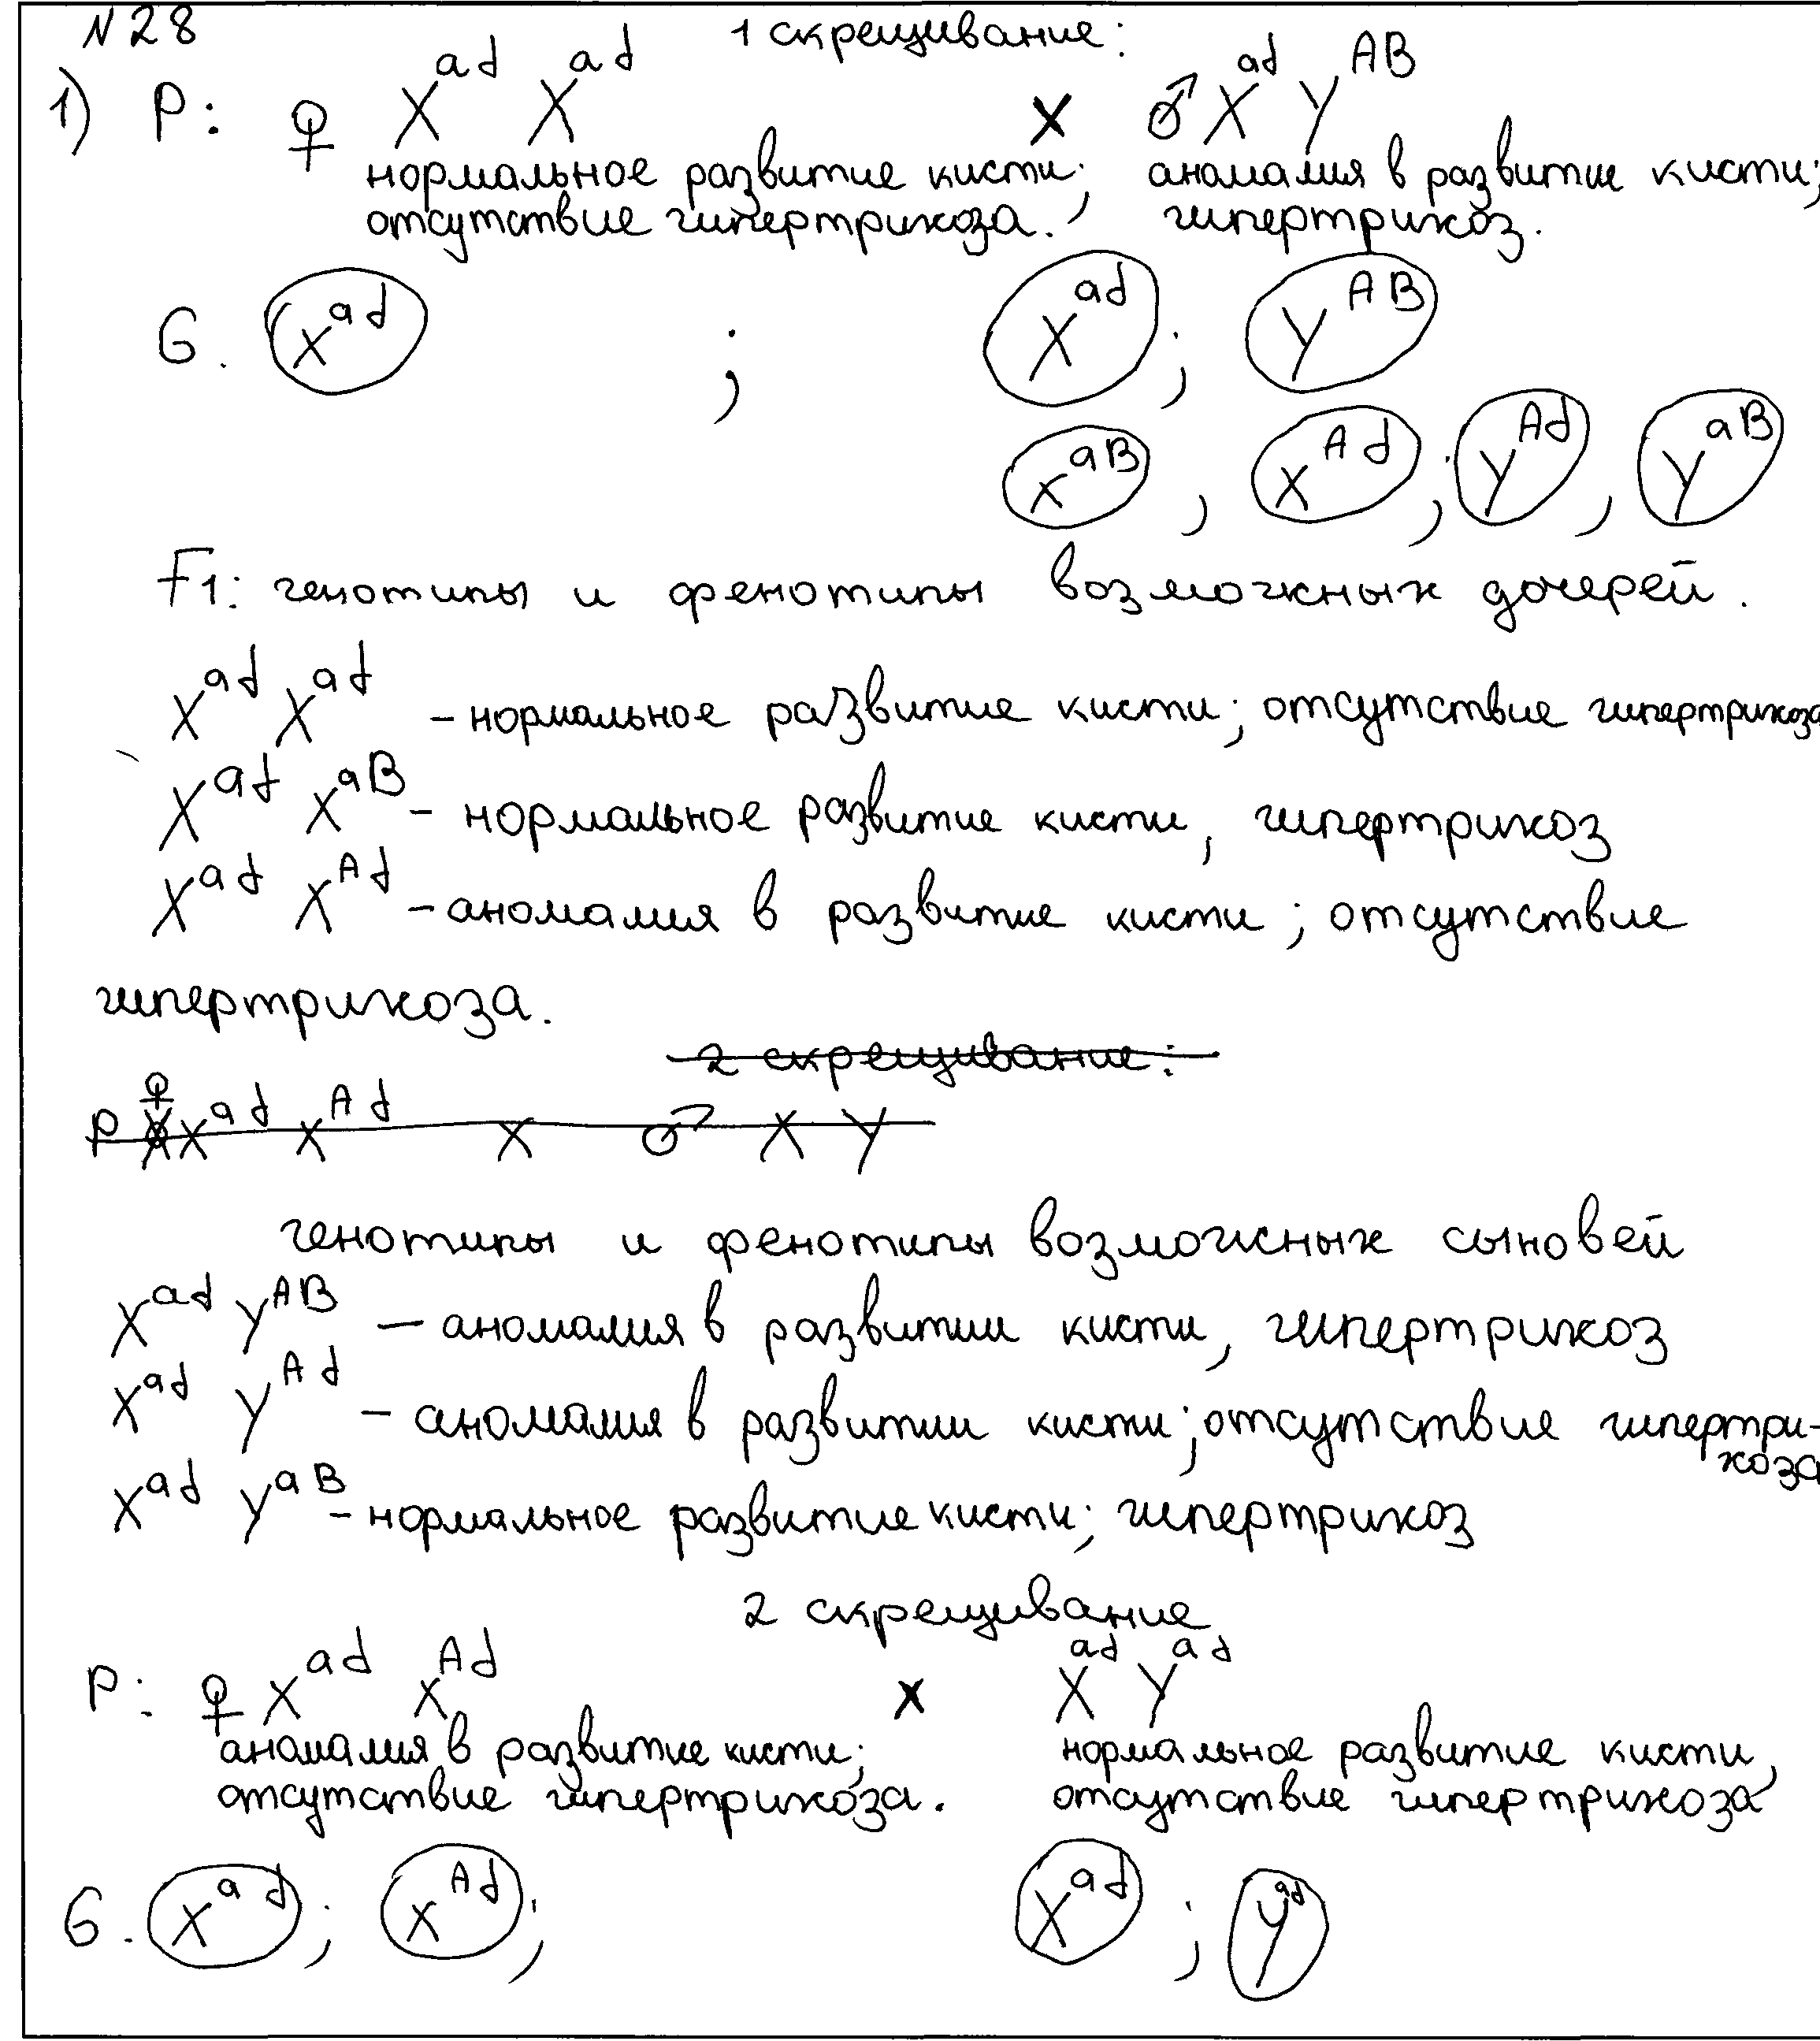 N28 1 скрещивание:
1) P: ♀ X^ad X^ad x ♂ X^ad Y^AB
нормальное развитие кисти; аномалия в развитие кисти;
отсутствие гипертрихоза. гипертрихоз.
G. X^ad ; X^ad ; Y^AB
X^aB , X^Ad ; Y^Ad , Y^aB
F1: генотипы и фенотипы возможных дочерей.
X^ad X^ad - нормальное развитие кисти; отсутствие гипертрихоза
X^ad X^aB - нормальное развитие кисти, гипертрихоз
X^ad X^Ad - аномалия в развитие кисти; отсутствие
гипертрихоза.
2 скрещивание:
P ♀ X^ad X^Ad x ♂ X Y
генотипы и фенотипы возможных сыновей
X^ad Y^AB - аномалия в развитии кисти, гипертрихоз
X^ad Y^Ad - аномалия в развитии кисти; отсутствие гипертри-
хоза
X^ad Y^aB - нормальное развитие кисти; гипертрихоз
2 скрещивание
P: ♀ X^ad X^Ad x X^ad Y^ad
аномалия в развитие кисти; нормальное развитие кисти,
отсутствие гипертрихоза. отсутствие гипертрихоза
G. X^ad ; X^Ad ; X^ad ; Y^ad